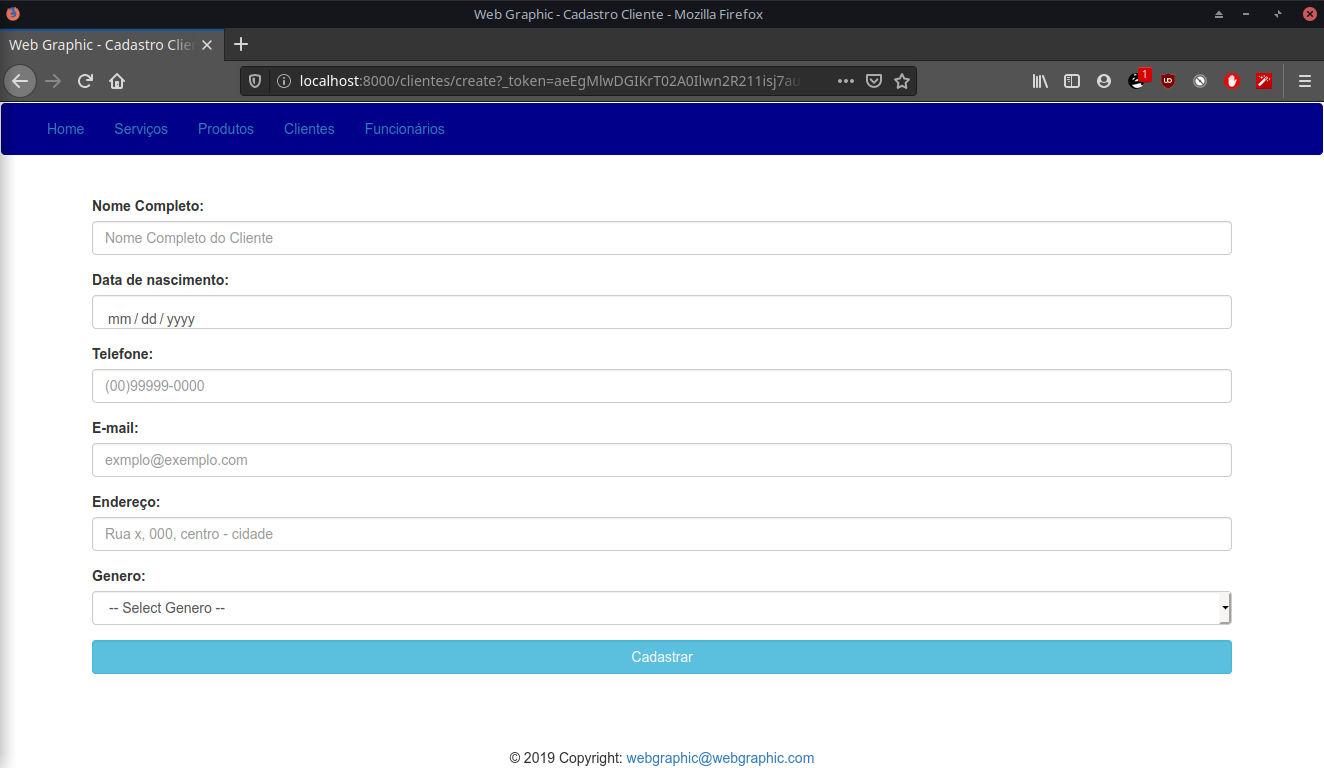 Web Graphic - Cadastro Cliente - Mozilla Firefox
Web Graphic - Cadastro Clier
localhost:8000/clientes/create?_token=aeEgMlwDGIKrT02A0Ilwn2R211isj7au
1
Home Serviços Produtos Clientes Funcionários
Nome Completo:
Nome Completo do Cliente
Data de nascimento:
mm / dd / yyyy
Telefone:
(00)99999-0000
E-mail:
exmplo@exemplo.com
Endereço:
Rua x, 000, centro - cidade
Genero:
-- Select Genero --
Cadastrar
© 2019 Copyright: webgraphic@webgraphic.com